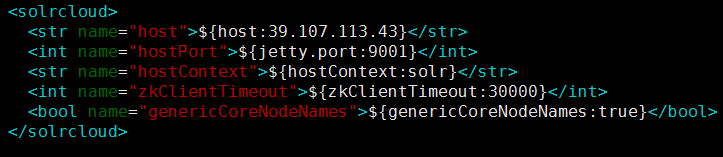 <solrcloud>
<str name="host">${host:39.107.113.43}</str>
<int name="hostPort">${jetty.port:9001}</int>
<str name="hostContext">${hostContext:solr}</str>
<int name="zkClientTimeout">${zkClientTimeout:30000}</int>
<bool name="genericCoreNodeNames">${genericCoreNodeNames:true}</bool>
</solrcloud>